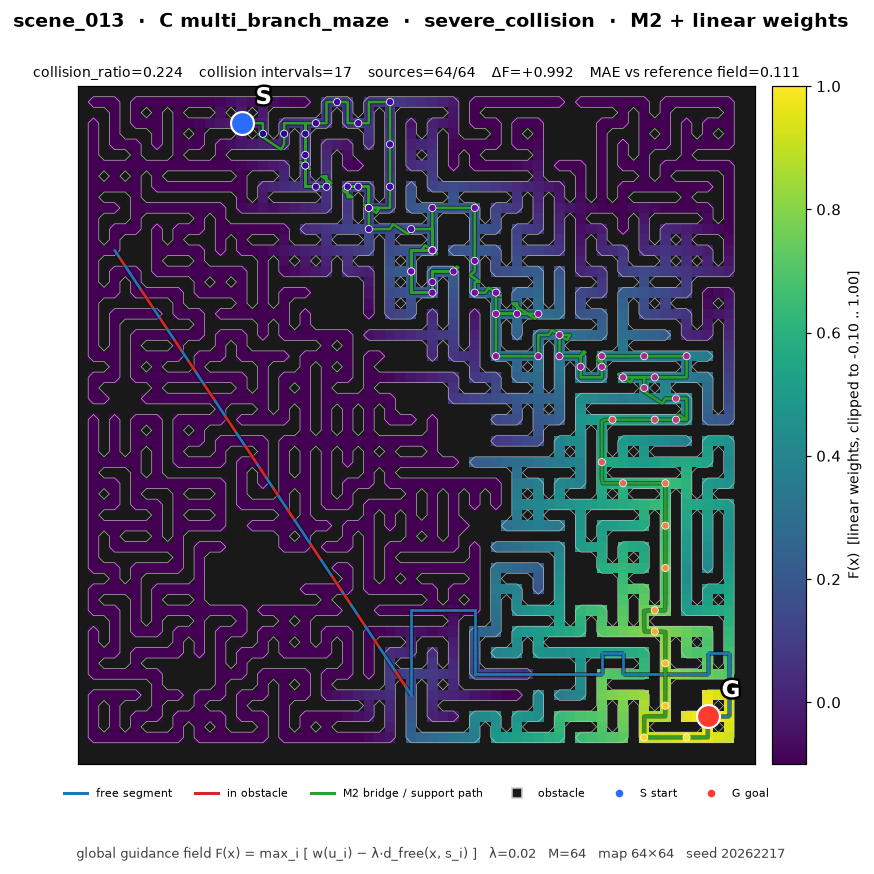 scene_013 · C multi_branch_maze · severe_collision · M2 + linear weights
collision_ratio=0.224 collision intervals=17 sources=64/64 ΔF=+0.992 MAE vs reference field=0.111
S
G
1.0
0.8
0.6
0.4
0.2
0.0
F(x) [linear weights, clipped to -0.10 .. 1.00]
free segment
in obstacle
M2 bridge / support path
obstacle
S start
G goal
global guidance field F(x) = max_i [ w(u_i) − λ·d_free(x, s_i) ] λ=0.02 M=64 map 64×64 seed 20262217